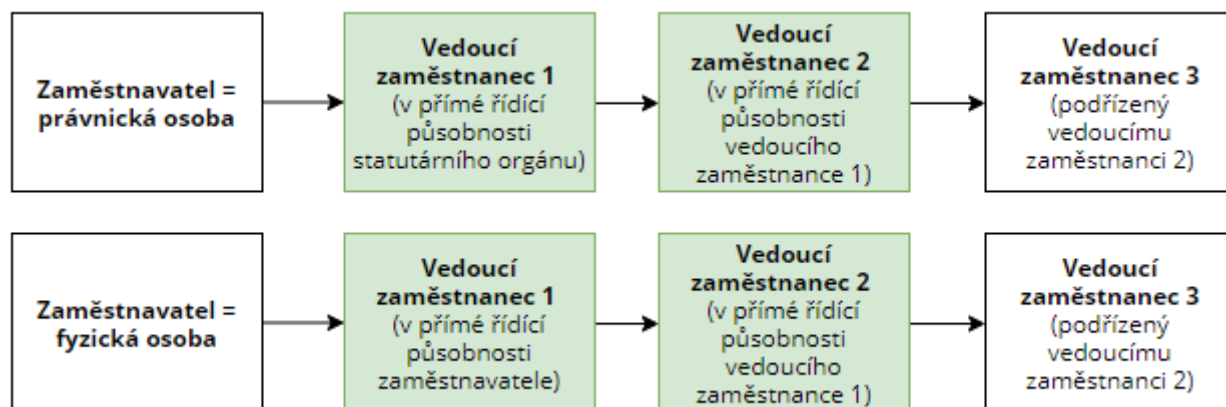 Zaměstnavatel =
právnická osoba
Vedoucí
zaměstnanec 1
(v přímé řídící
působnosti
statutárního orgánu)
Vedoucí
zaměstnanec 2
(v přímé řídící
působnosti
vedoucího
zaměstnance 1)
Vedoucí
zaměstnanec 3
(podřízený
vedoucímu
zaměstnanci 2)
Zaměstnavatel =
fyzická osoba
Vedoucí
zaměstnanec 1
(v přímé řídící
působnosti
zaměstnavatele)
Vedoucí
zaměstnanec 2
(v přímé řídící
působnosti
vedoucího
zaměstnance 1)
Vedoucí
zaměstnanec 3
(podřízený
vedoucímu
zaměstnanci 2)